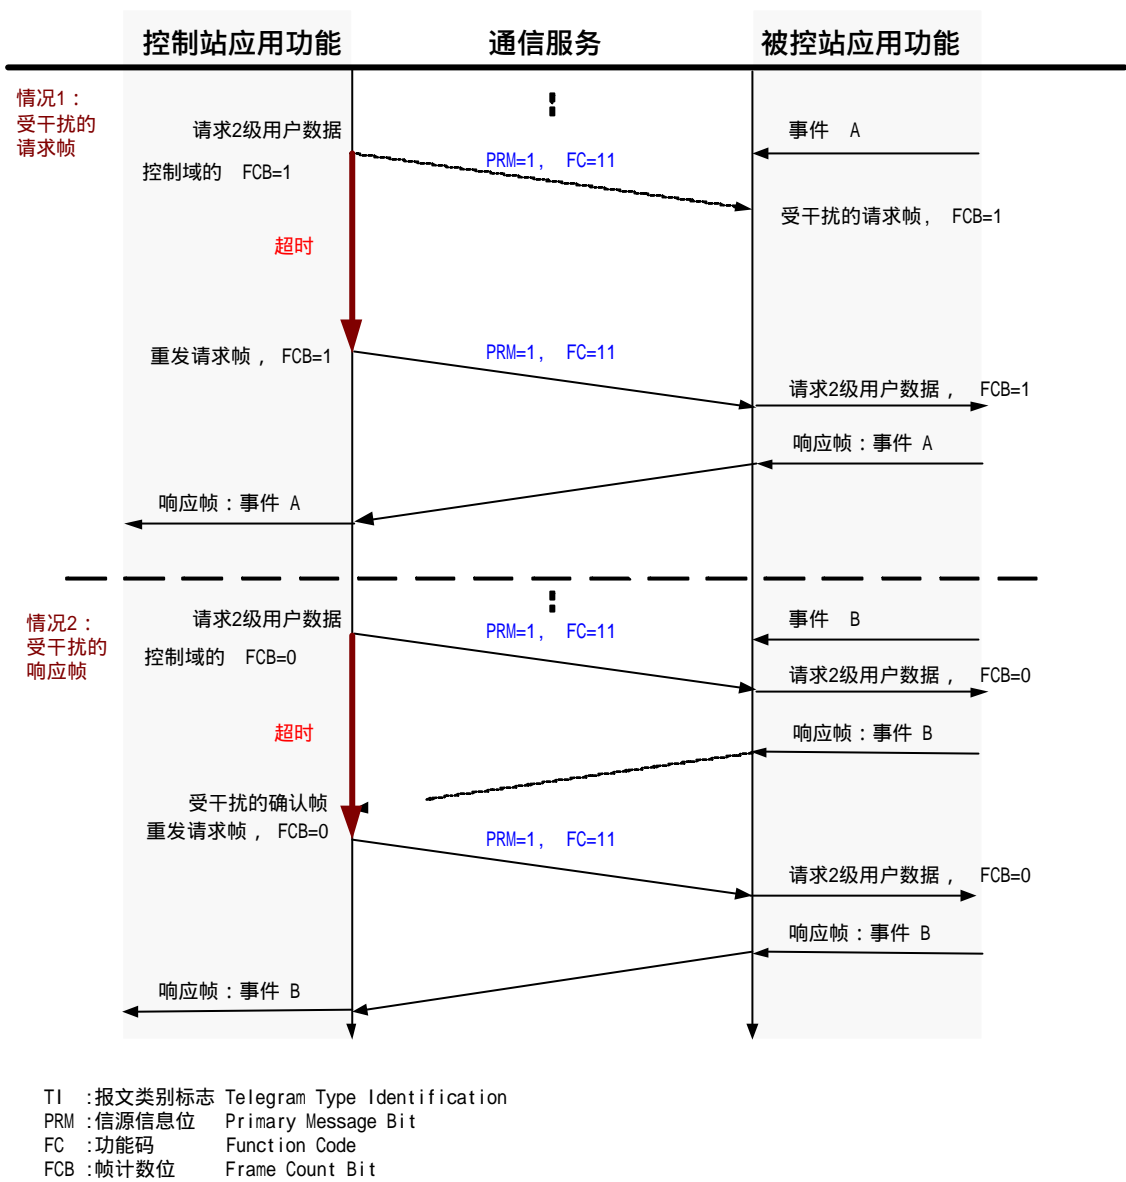 控制站应用功能 通信服务 被控站应用功能
情况1：
受干扰的
请求帧
请求2级用户数据
事件 A
PRM=1, FC=11
控制域的 FCB=1
受干扰的请求帧， FCB=1
超时
重发请求帧， FCB=1
PRM=1, FC=11
请求2级用户数据， FCB=1
响应帧：事件 A
响应帧：事件 A
情况2：
受干扰的
响应帧
请求2级用户数据
PRM=1, FC=11
事件 B
控制域的 FCB=0
请求2级用户数据， FCB=0
超时
响应帧：事件 B
受干扰的确认帧
重发请求帧， FCB=0
PRM=1, FC=11
请求2级用户数据， FCB=0
响应帧：事件 B
响应帧：事件 B
TI :报文类别标志 Telegram Type Identification
PRM :信源信息位 Primary Message Bit
FC :功能码 Function Code
FCB :帧计数位 Frame Count Bit